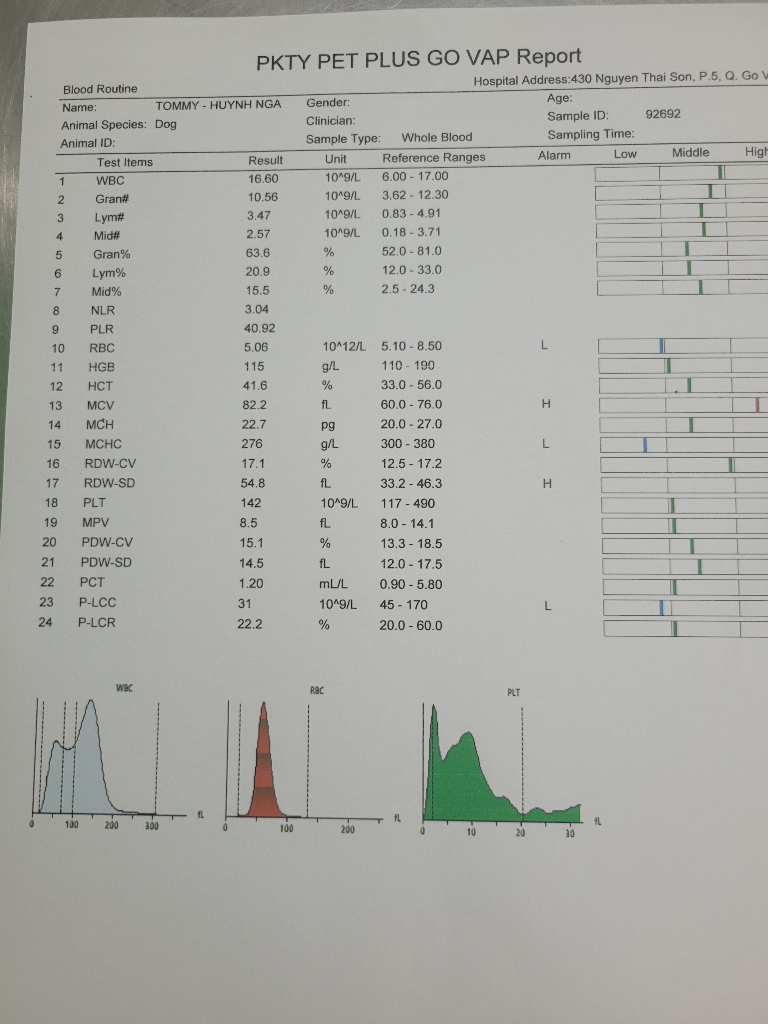 PKTY PET PLUS GO VAP Report
Blood Routine Hospital Address:430 Nguyen Thai Son, P.5, Q. Go V
Name: TOMMY - HUYNH NGA Gender: Age:
Animal Species: Dog Clinician: Sample ID: 92692
Animal ID: Sample Type: Whole Blood Sampling Time:
Test Items Result Unit Reference Ranges Alarm Low Middle High
1 WBC 16.60 10^9/L 6.00 - 17.00
2 Gran# 10.56 10^9/L 3.62 - 12.30
3 Lym# 3.47 10^9/L 0.83 - 4.91
4 Mid# 2.57 10^9/L 0.18 - 3.71
5 Gran% 63.6 % 52.0 - 81.0
6 Lym% 20.9 % 12.0 - 33.0
7 Mid% 15.5 % 2.5 - 24.3
8 NLR 3.04
9 PLR 40.92
10 RBC 5.06 10^12/L 5.10 - 8.50 L
11 HGB 115 g/L 110 - 190
12 HCT 41.6 % 33.0 - 56.0
13 MCV 82.2 fL 60.0 - 76.0 H
14 MCH 22.7 pg 20.0 - 27.0
15 MCHC 276 g/L 300 - 380 L
16 RDW-CV 17.1 % 12.5 - 17.2
17 RDW-SD 54.8 fL 33.2 - 46.3 H
18 PLT 142 10^9/L 117 - 490
19 MPV 8.5 fL 8.0 - 14.1
20 PDW-CV 15.1 % 13.3 - 18.5
21 PDW-SD 14.5 fL 12.0 - 17.5
22 PCT 1.20 mL/L 0.90 - 5.80
23 P-LCC 31 10^9/L 45 - 170 L
24 P-LCR 22.2 % 20.0 - 60.0
WBC RBC PLT
0 100 200 300 fL 0 100 200 fL 0 10 20 30 fL